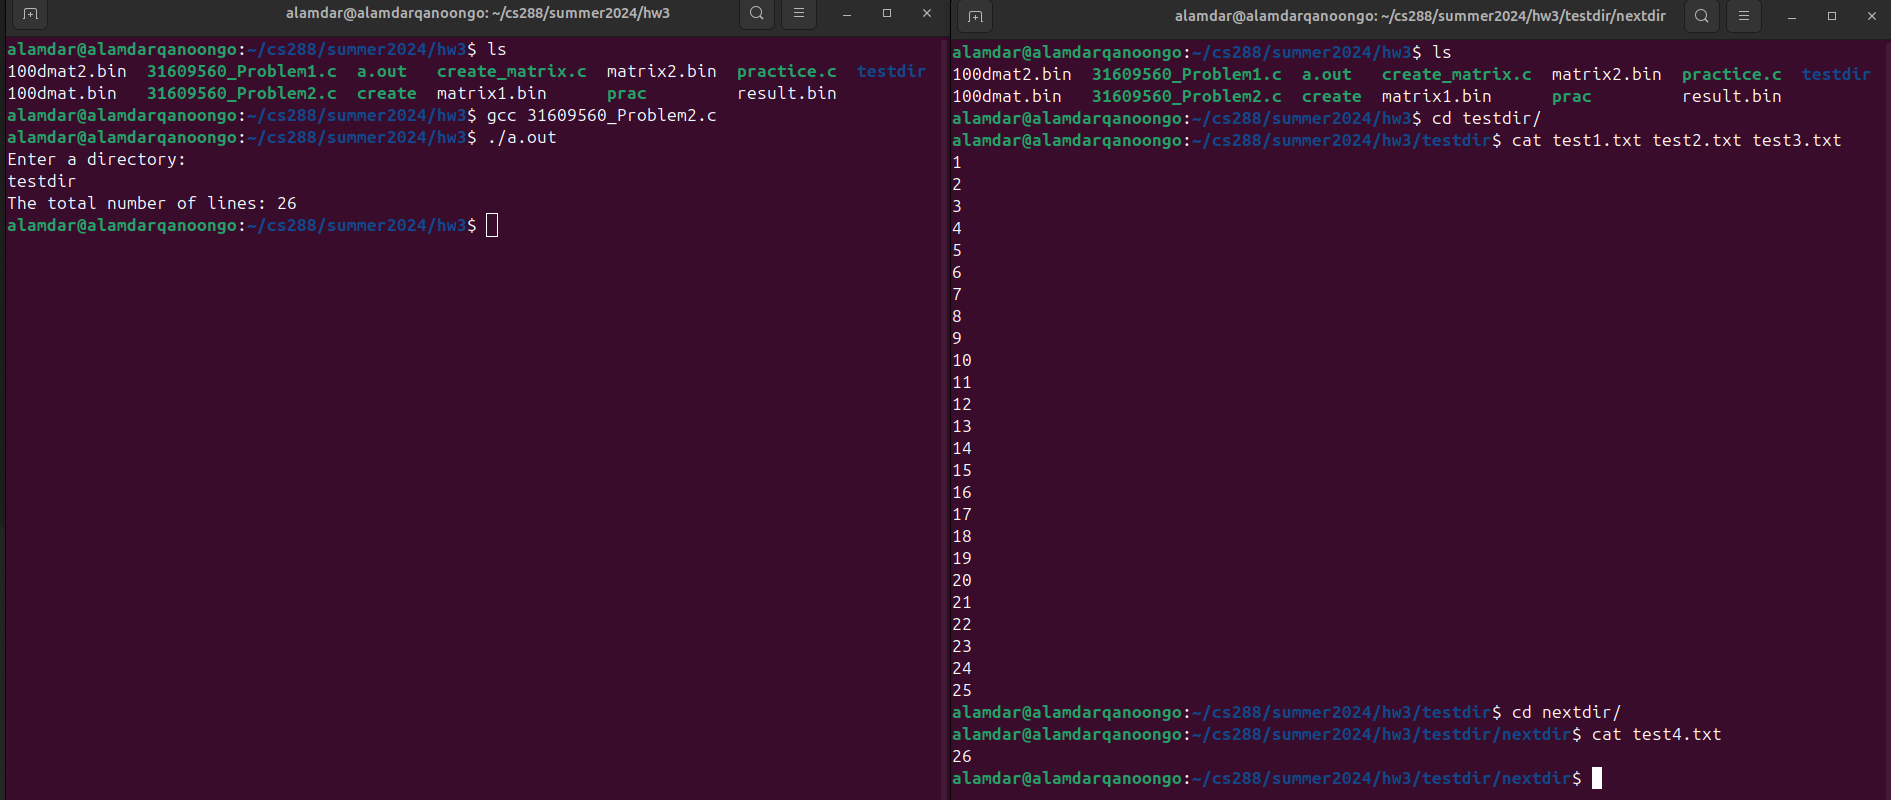 alamdar@alamdarqanoongo: ~/cs288/summer2024/hw3
alamdar@alamdarqanoongo:~/cs288/summer2024/hw3$ ls
100dmat2.bin  31609560_Problem1.c  a.out   create_matrix.c  matrix2.bin  practice.c  testdir
100dmat.bin   31609560_Problem2.c  create  matrix1.bin      prac         result.bin
alamdar@alamdarqanoongo:~/cs288/summer2024/hw3$ gcc 31609560_Problem2.c
alamdar@alamdarqanoongo:~/cs288/summer2024/hw3$ ./a.out
Enter a directory:
testdir
The total number of lines: 26
alamdar@alamdarqanoongo:~/cs288/summer2024/hw3$
alamdar@alamdarqanoongo: ~/cs288/summer2024/hw3/testdir/nextdir
alamdar@alamdarqanoongo:~/cs288/summer2024/hw3$ ls
100dmat2.bin  31609560_Problem1.c  a.out   create_matrix.c  matrix2.bin  practice.c  testdir
100dmat.bin   31609560_Problem2.c  create  matrix1.bin      prac         result.bin
alamdar@alamdarqanoongo:~/cs288/summer2024/hw3$ cd testdir/
alamdar@alamdarqanoongo:~/cs288/summer2024/hw3/testdir$ cat test1.txt test2.txt test3.txt
1
2
3
4
5
6
7
8
9
10
11
12
13
14
15
16
17
18
19
20
21
22
23
24
25
alamdar@alamdarqanoongo:~/cs288/summer2024/hw3/testdir$ cd nextdir/
alamdar@alamdarqanoongo:~/cs288/summer2024/hw3/testdir/nextdir$ cat test4.txt
26
alamdar@alamdarqanoongo:~/cs288/summer2024/hw3/testdir/nextdir$